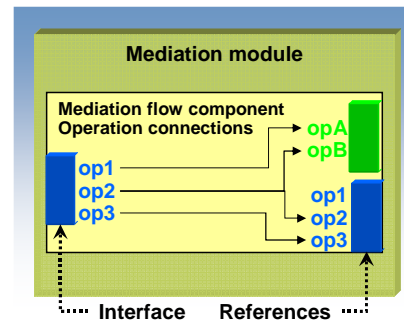 Mediation module
Mediation flow component
Operation connections
opA
opB
op1
op2
op3
op1
op2
op3
Interface
References